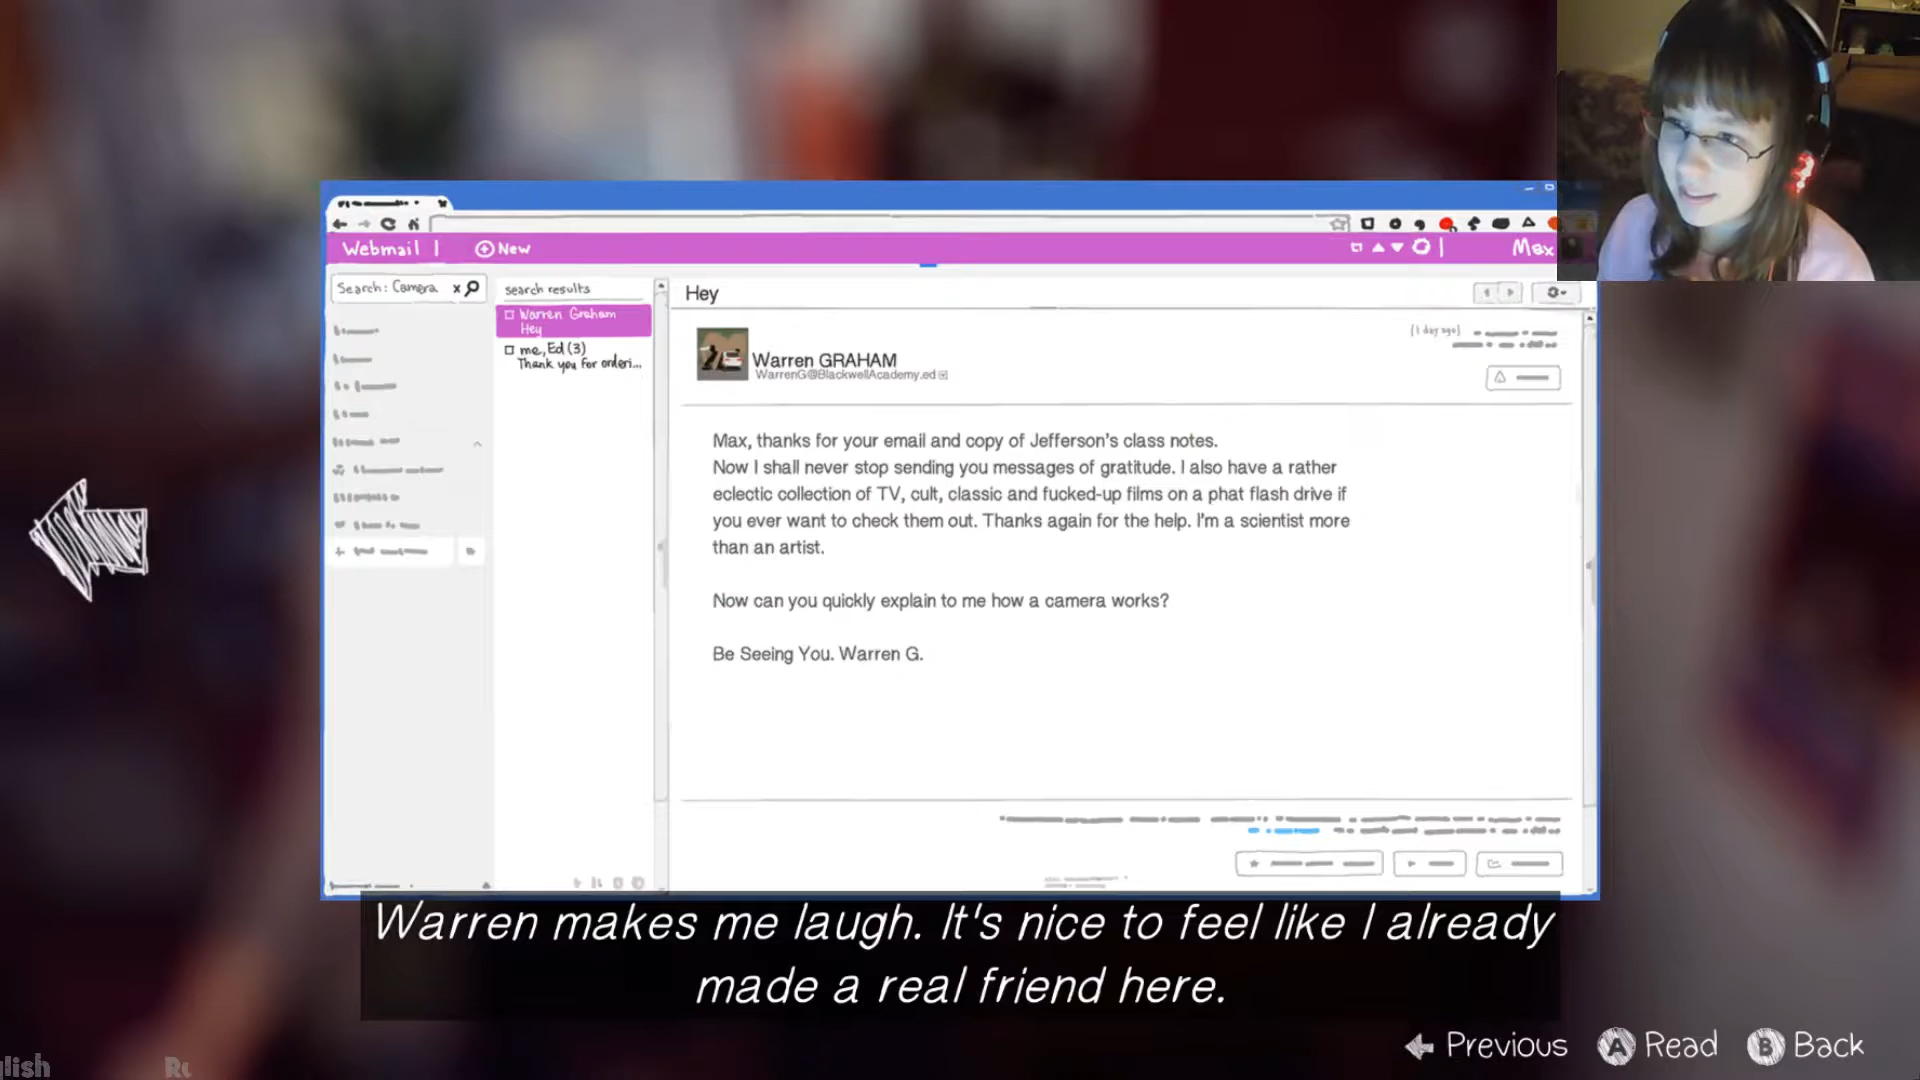 Webmail | New
Max
Search: Camera x
search results
Warren Graham
Hey
me, Ed (3)
Thank you for orderi...
Hey
(1 day ago)
Warren GRAHAM
WarrenG@BlackwellAcademy.ed
Max, thanks for your email and copy of Jefferson's class notes.
Now I shall never stop sending you messages of gratitude. I also have a rather
eclectic collection of TV, cult, classic and fucked-up films on a phat flash drive if
you ever want to check them out. Thanks again for the help. I'm a scientist more
than an artist.
Now can you quickly explain to me how a camera works?
Be Seeing You. Warren G.
Warren makes me laugh. It's nice to feel like I already
made a real friend here.
Previous A Read B Back
lish Ru